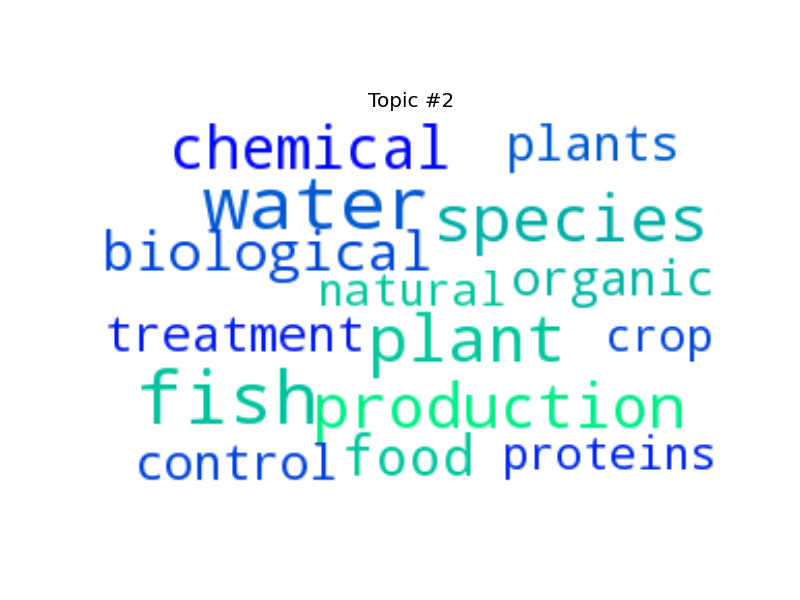 Topic #2
chemical plants
water species
biological
natural organic
treatment plant crop
fish production
control food proteins